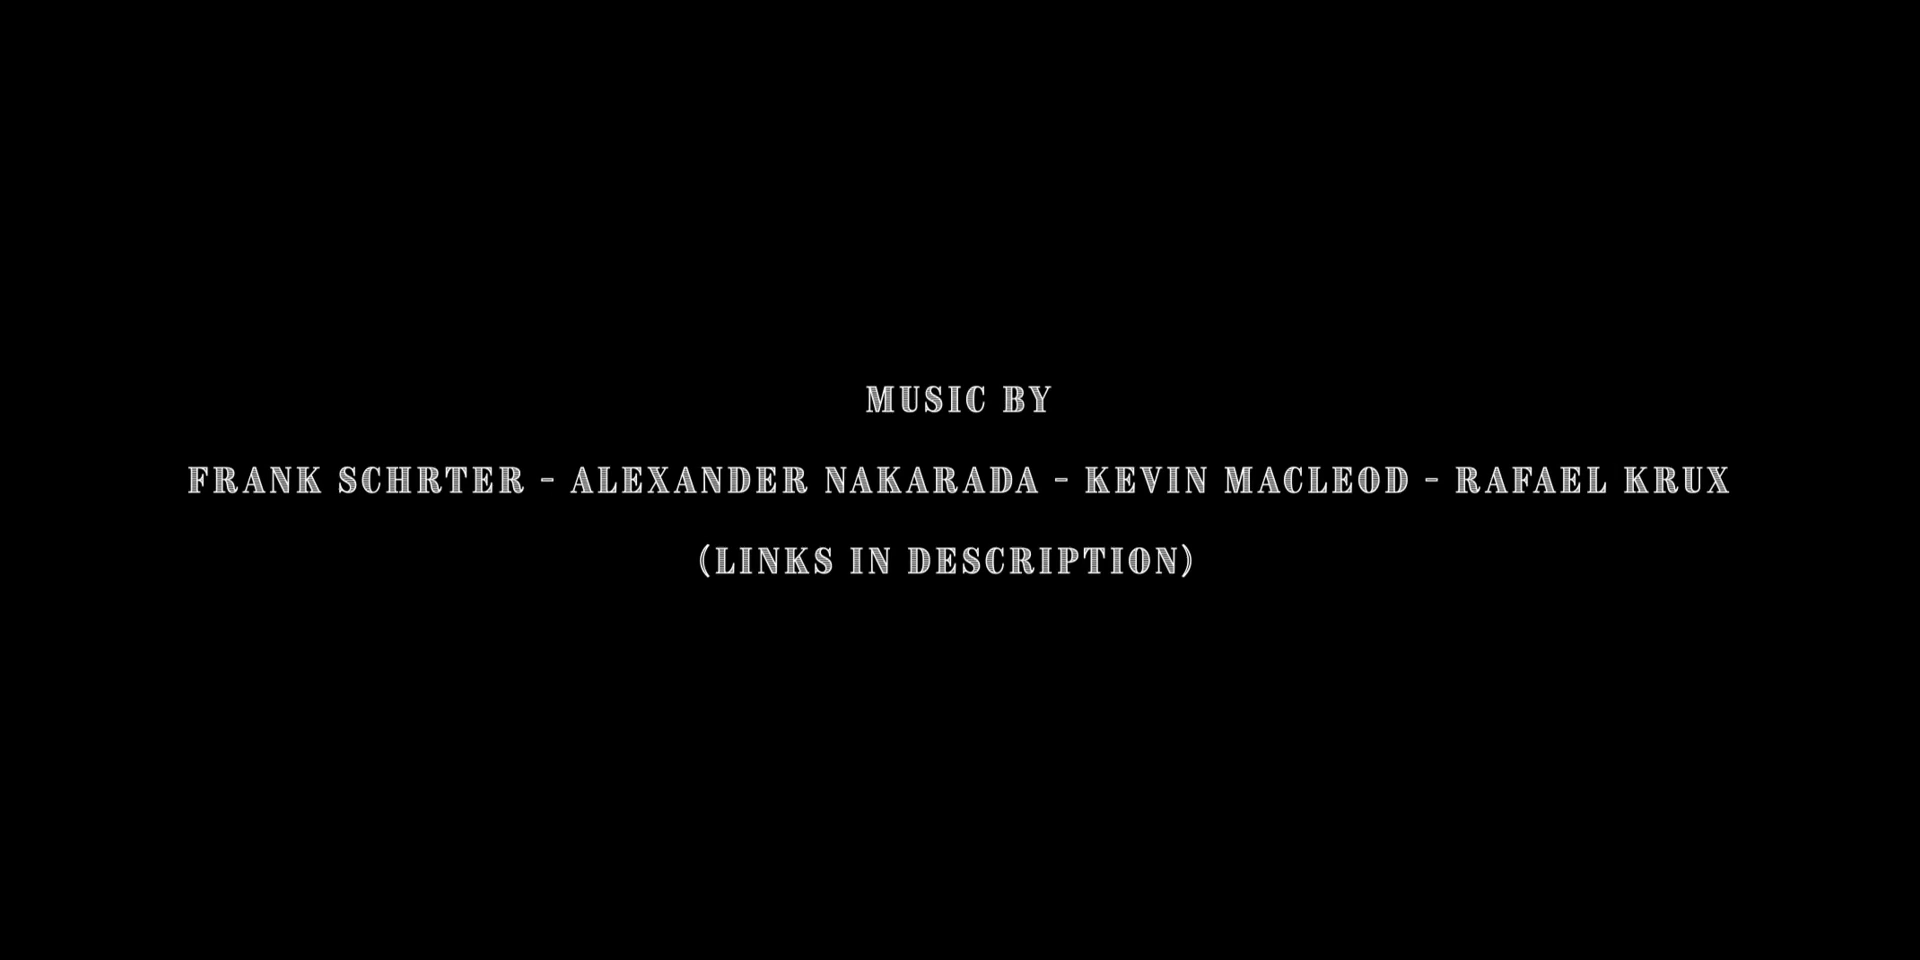 MUSIC BY
FRANK SCHRTER - ALEXANDER NAKARADA - KEVIN MACLEOD - RAFAEL KRUX
(LINKS IN DESCRIPTION)